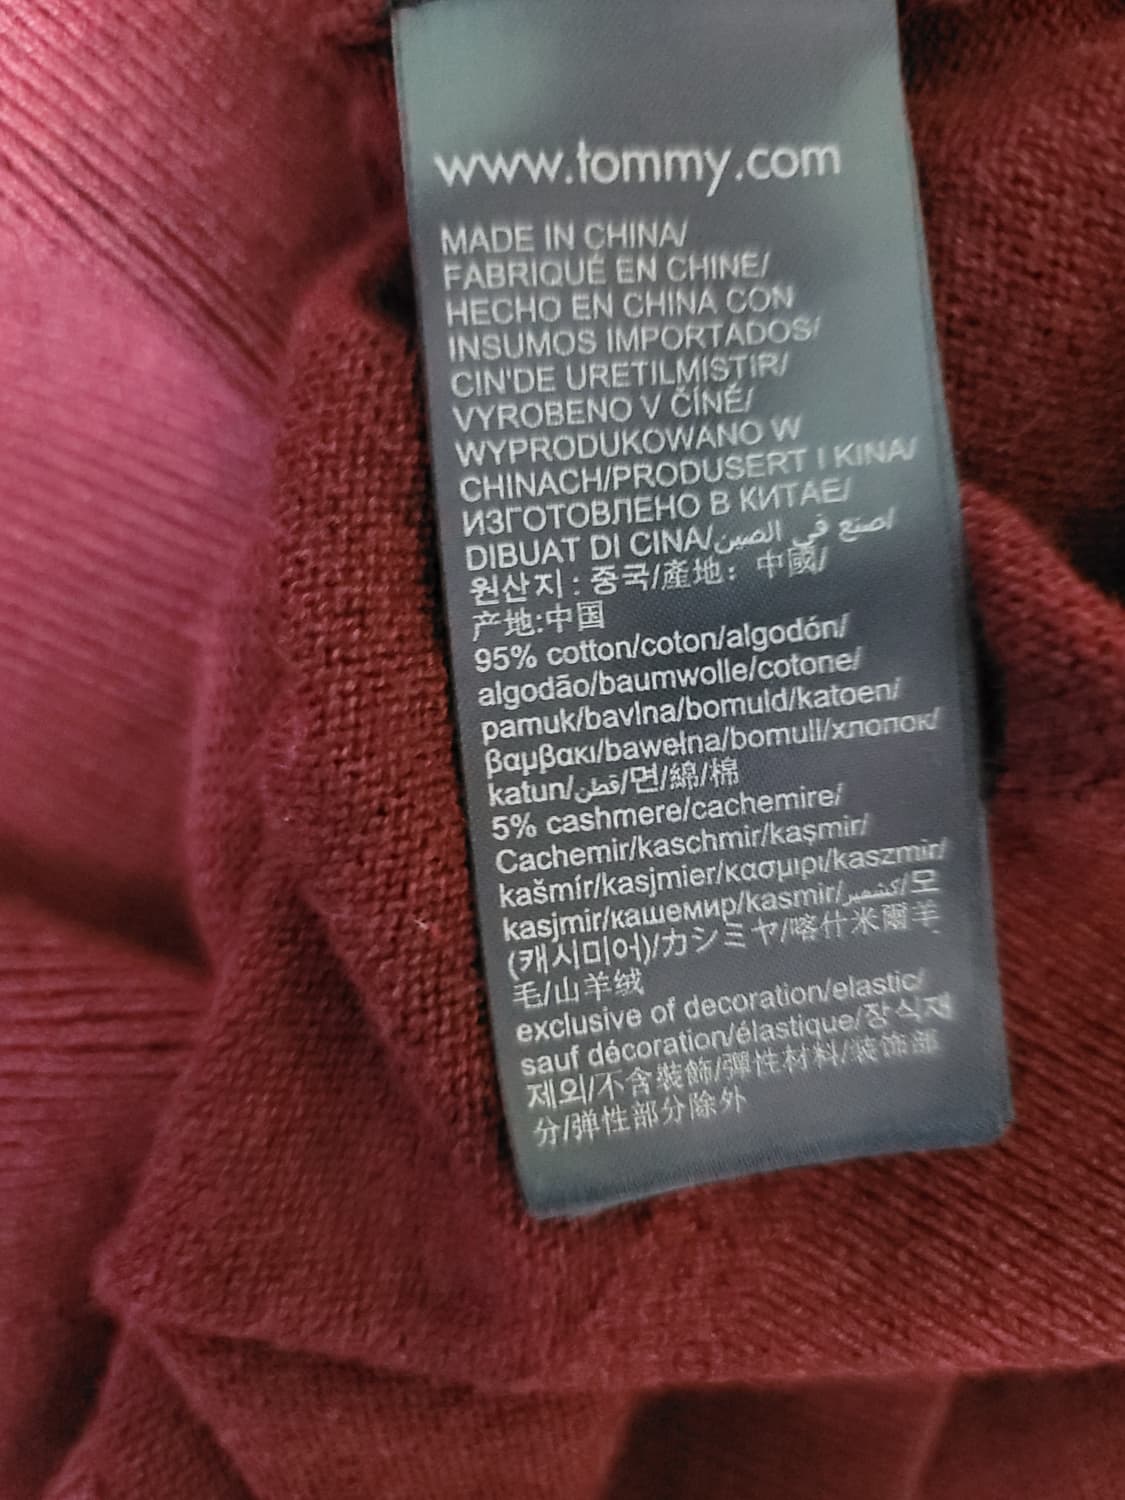 www.tommy.com
MADE IN CHINA/
FABRIQUÉ EN CHINE/
HECHO EN CHINA CON
INSUMOS IMPORTADOS/
CIN'DE URETILMISTIR/
VYROBENO V ČÍNÉ/
WYPRODUKOWANO W
CHINACH/PRODUSERT I KINA/
ИЗГОТОВЛЕНО В КИТАЕ/
DIBUAT DI CINA/صنع في الصين/
원산지 : 중국/產地： 中國/
产地:中国
95% cotton/coton/algodón/
algodão/baumwolle/cotone/
pamuk/bavlna/bomuld/katoen/
βαμβακι/bawełna/bomull/хлопок/
katun/قطن/면/綿/棉
5% cashmere/cachemire/
Cachemir/kaschmir/kaşmir/
kašmír/kasjmier/κασμιρι/kaszmir/
kasjmir/кашемир/kasmir/كشمير/모
(캐시미어)/カシミヤ/喀什米爾羊
毛/山羊绒
exclusive of decoration/elastic/
sauf décoration/élastique/장식재
제외/不含裝飾/彈性材料/装饰部
分/弹性部分除外